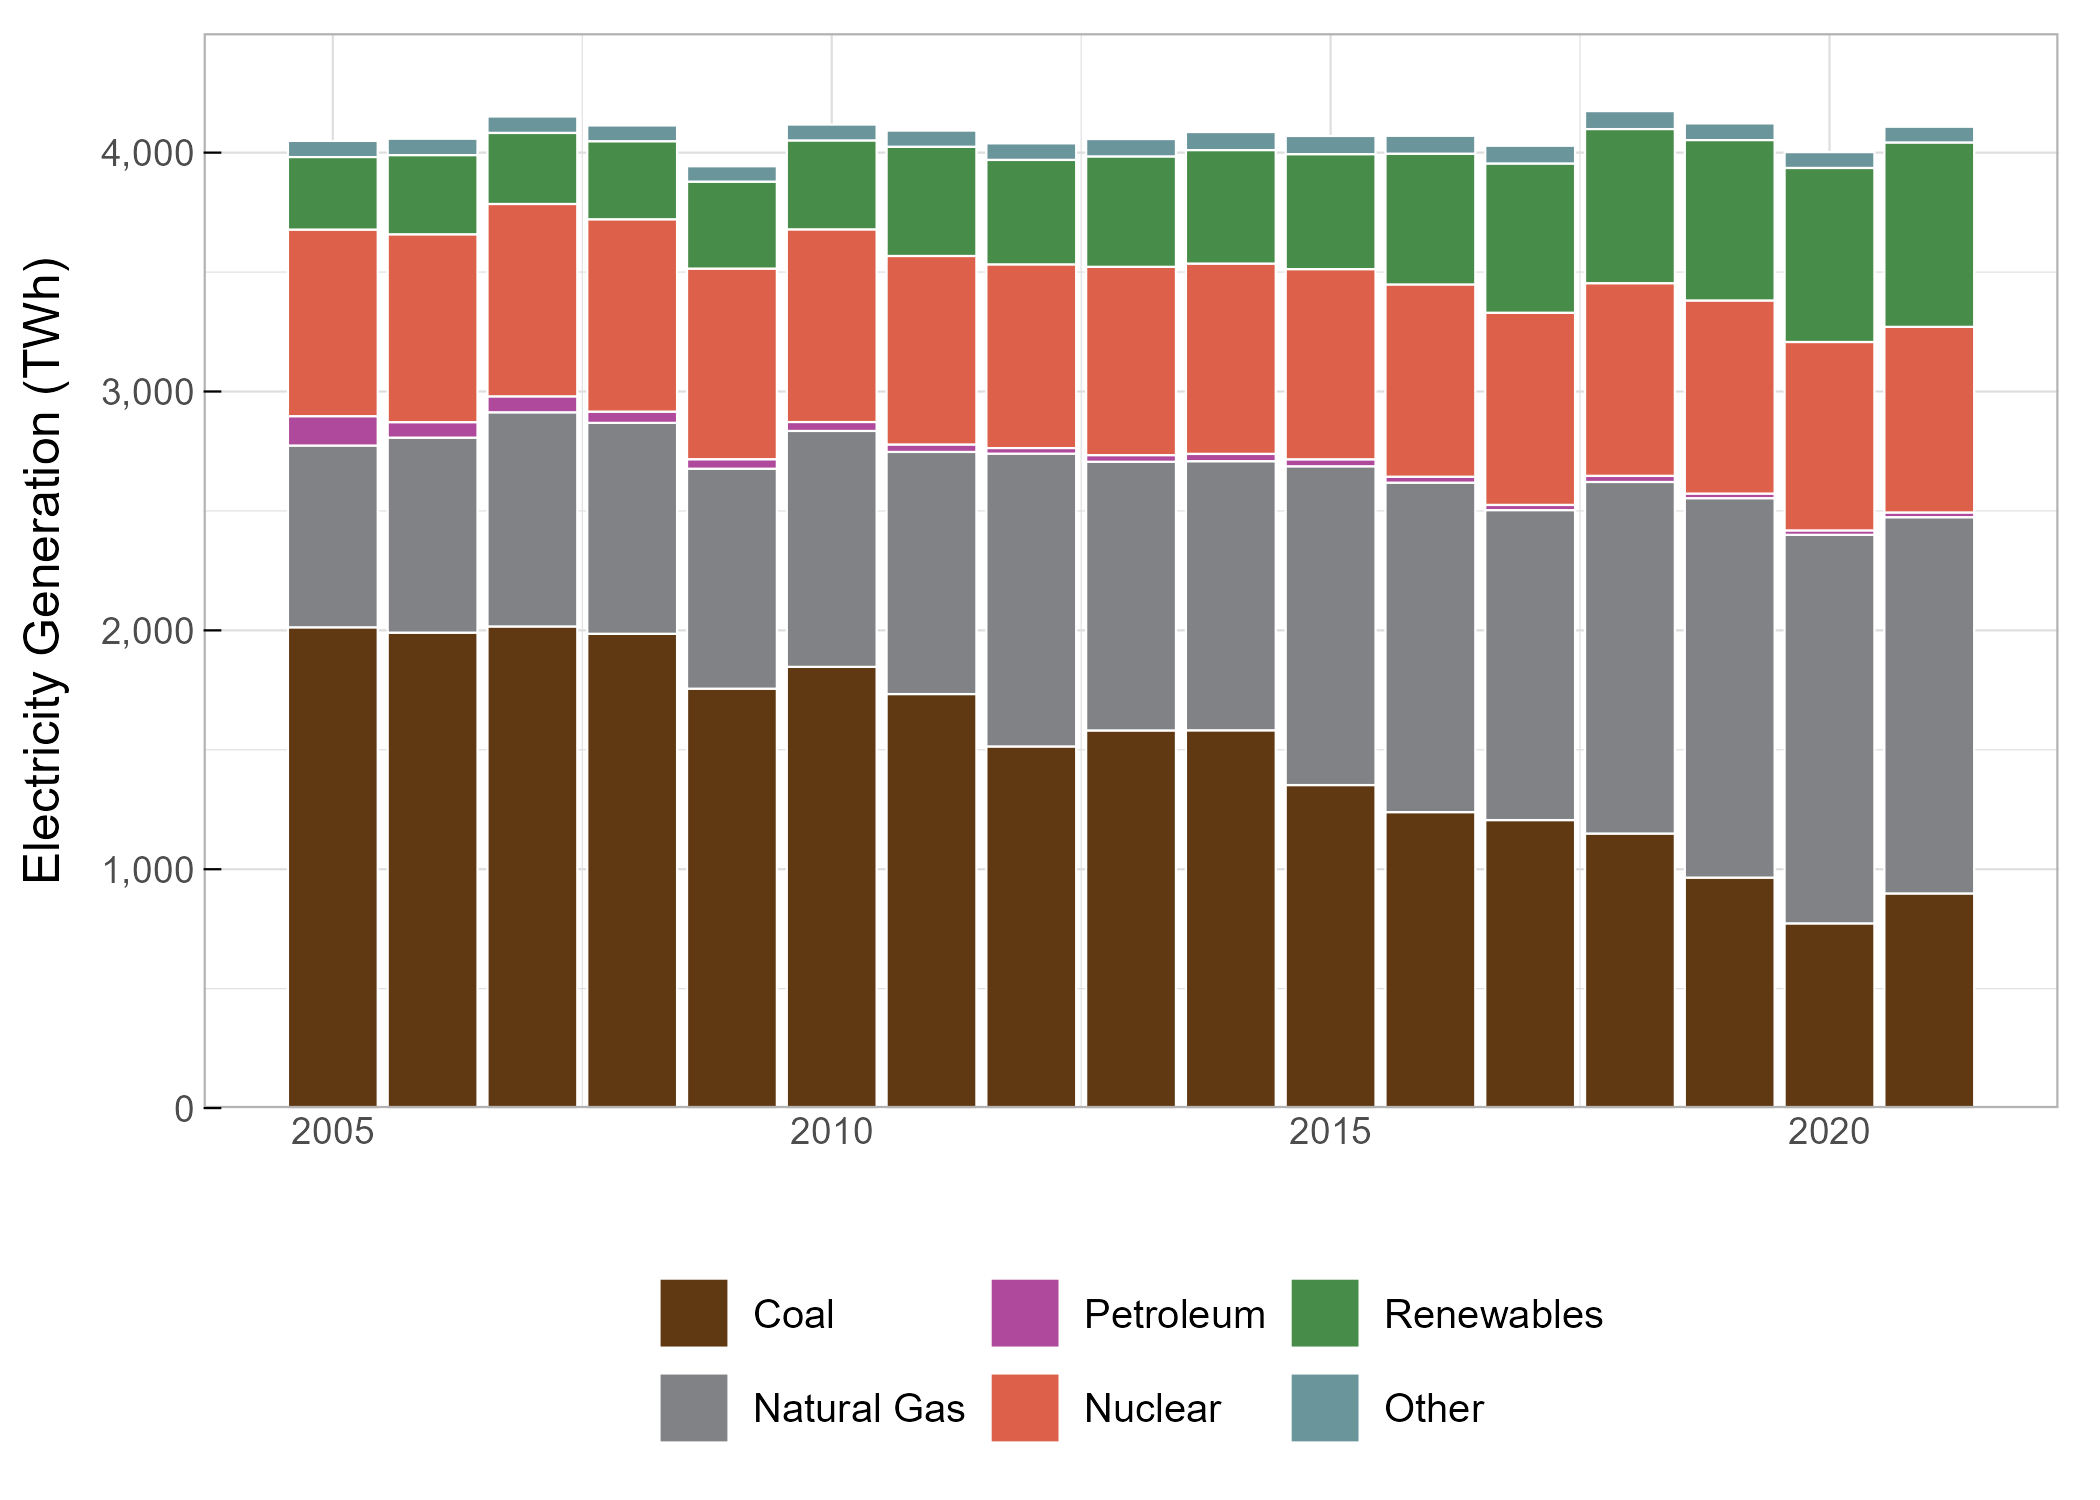 Electricity Generation (TWh)
4,000
3,000
2,000
1,000
0
2005 2010 2015 2020
Coal Petroleum Renewables
Natural Gas Nuclear Other